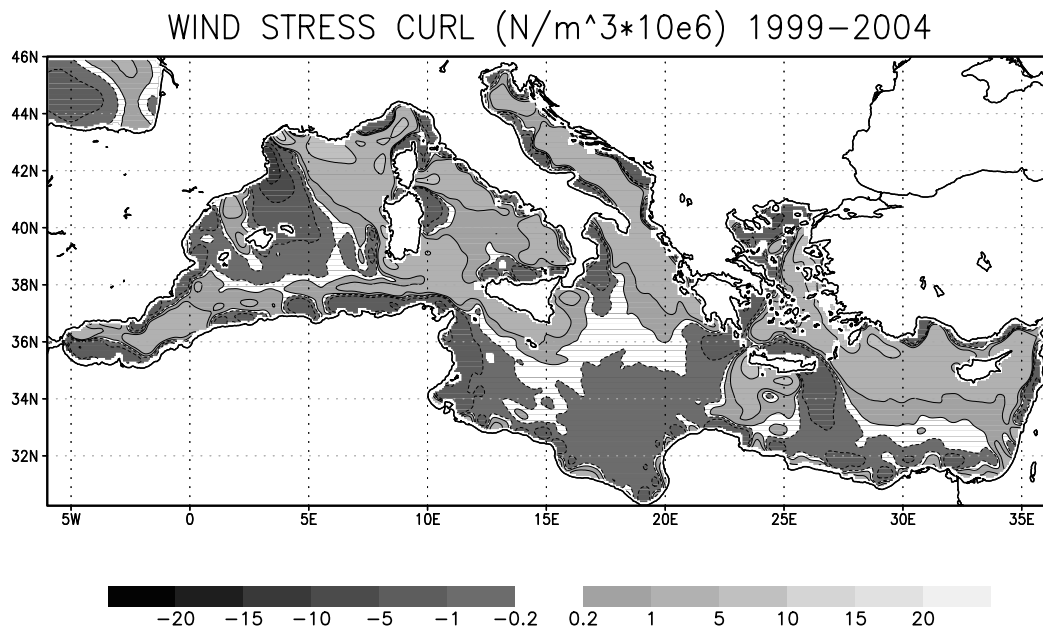 WIND STRESS CURL (N/m^3*10e6) 1999-2004
46N
44N
42N
40N
38N
36N
34N
32N
5W 0 5E 10E 15E 20E 25E 30E 35E
-20 -15 -10 -5 -1 -0.2 0.2 1 5 10 15 20